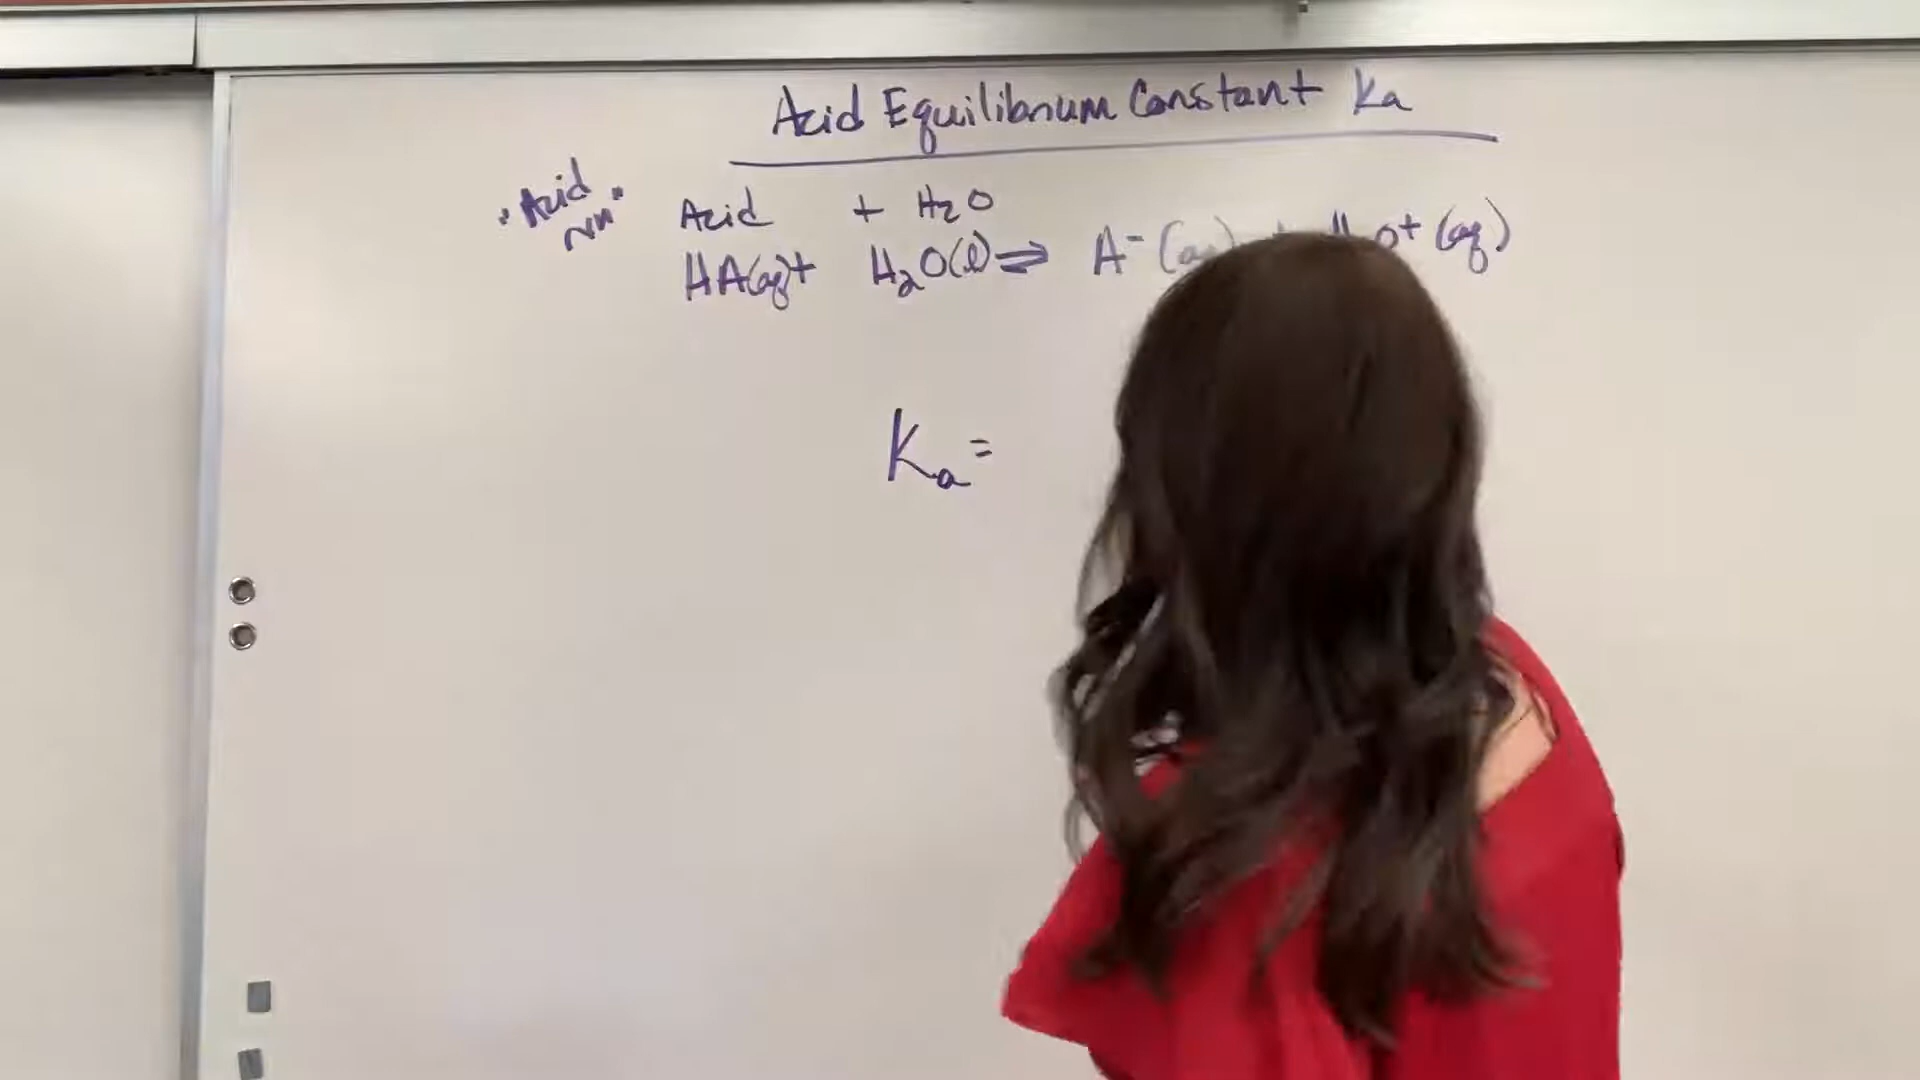 Acid Equilibrium Constant Ka
"Acid rxn"
Acid + H2O
HA(aq) + H2O(l) ⇌ A⁻ (aq) + O⁺ (aq)
Ka =